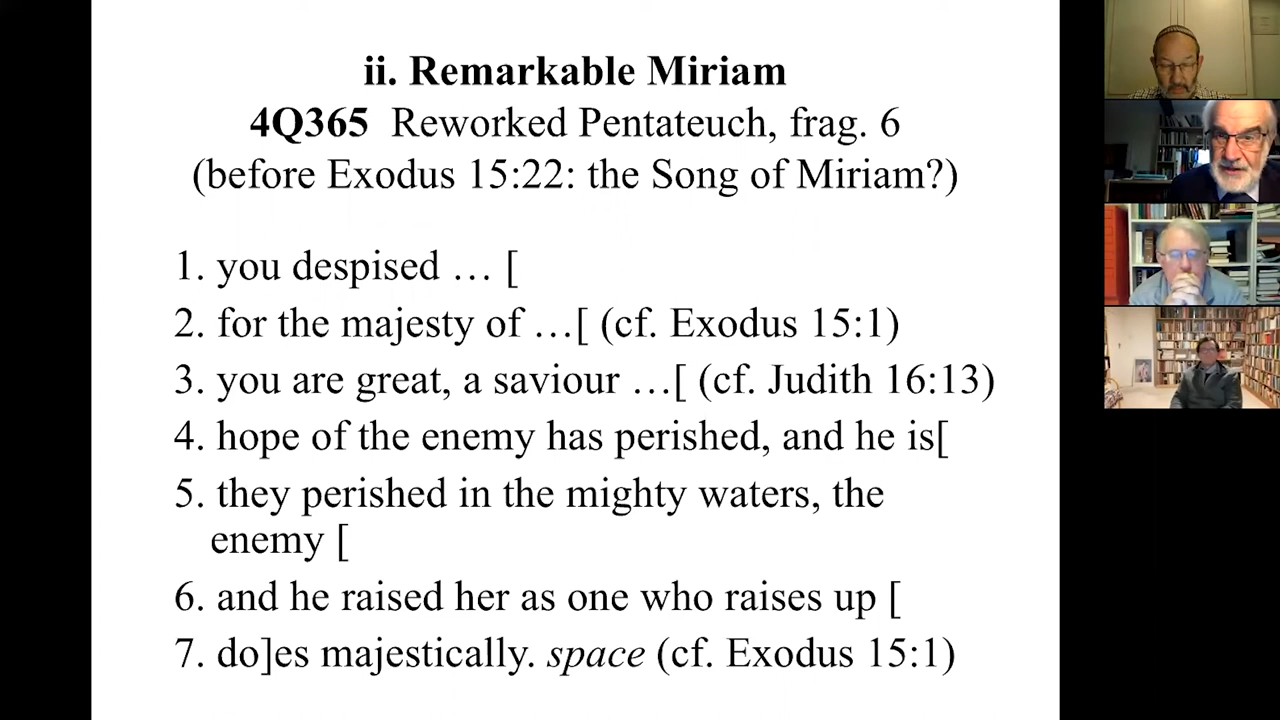 ii. Remarkable Miriam
4Q365 Reworked Pentateuch, frag. 6
(before Exodus 15:22: the Song of Miriam?)
1. you despised … [
2. for the majesty of …[ (cf. Exodus 15:1)
3. you are great, a saviour …[ (cf. Judith 16:13)
4. hope of the enemy has perished, and he is[
5. they perished in the mighty waters, the
enemy [
6. and he raised her as one who raises up [
7. do]es majestically. space (cf. Exodus 15:1)